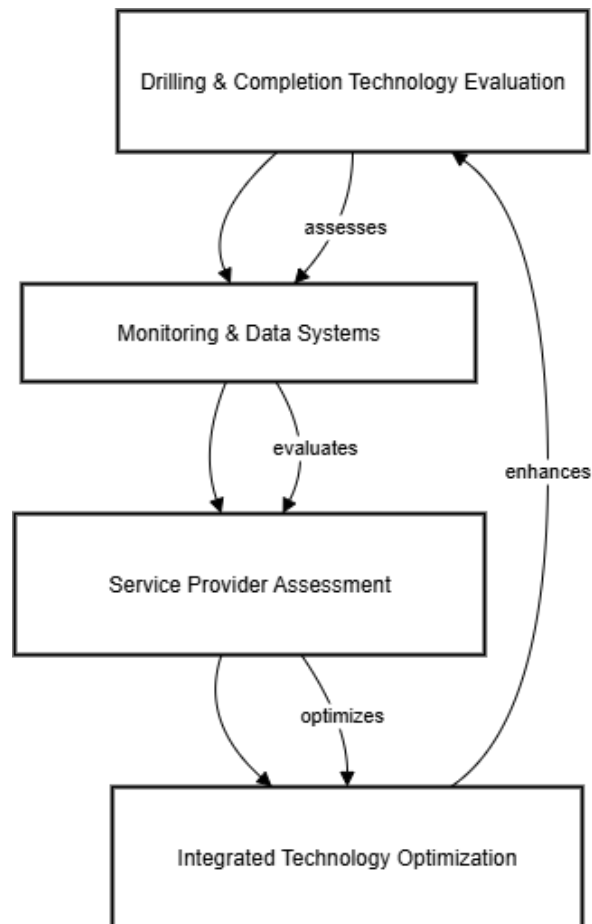 Drilling & Completion Technology Evaluation
assesses
Monitoring & Data Systems
evaluates
enhances
Service Provider Assessment
optimizes
Integrated Technology Optimization